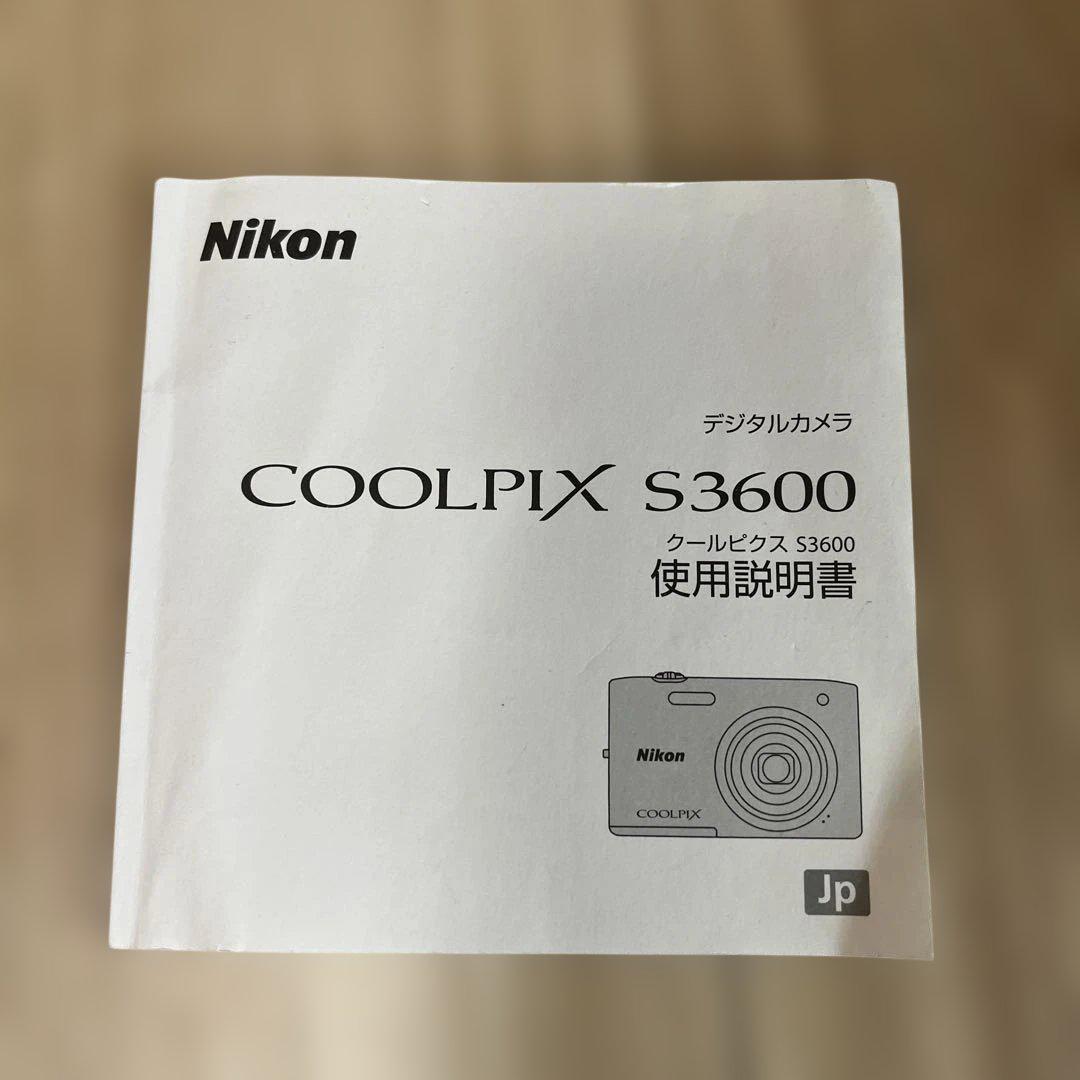 Nikon
デジタルカメラ
COOLPIX S3600
クールピクス S3600
使用説明書
Nikon
COOLPIX
Jp